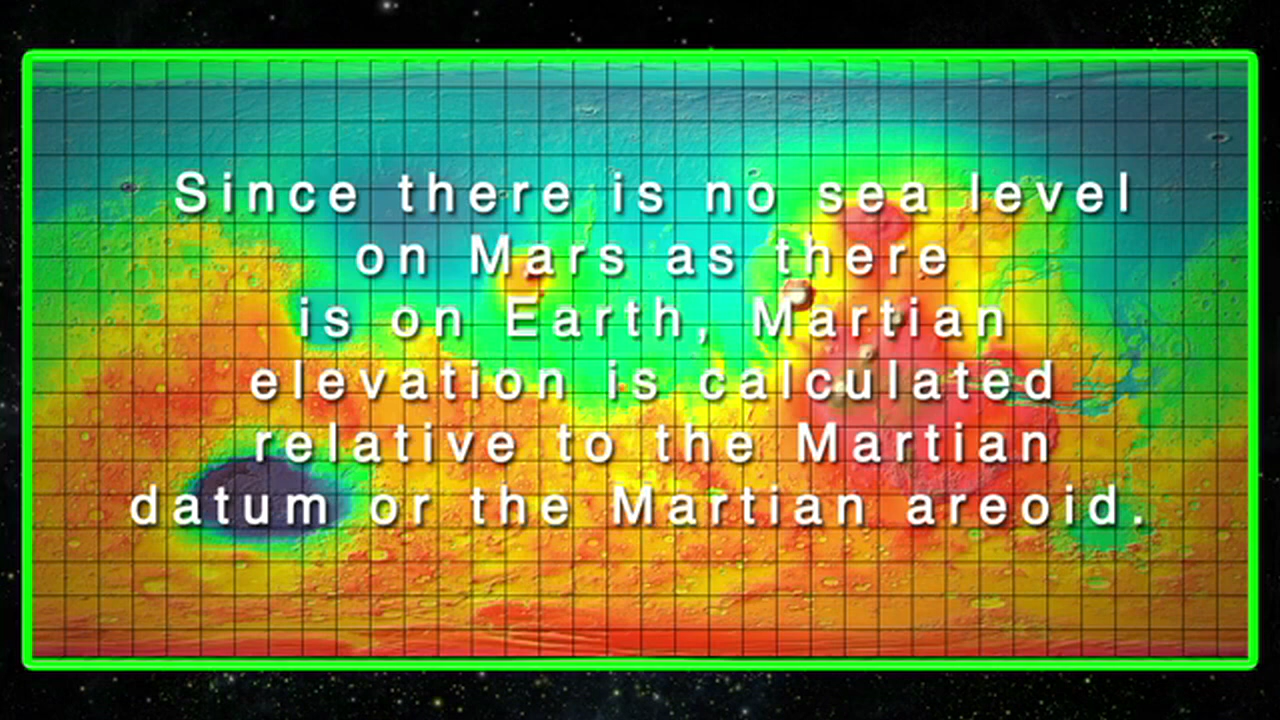 Since there is no sea level
on Mars as there
is on Earth, Martian
elevation is calculated
relative to the Martian
datum or the Martian areoid.